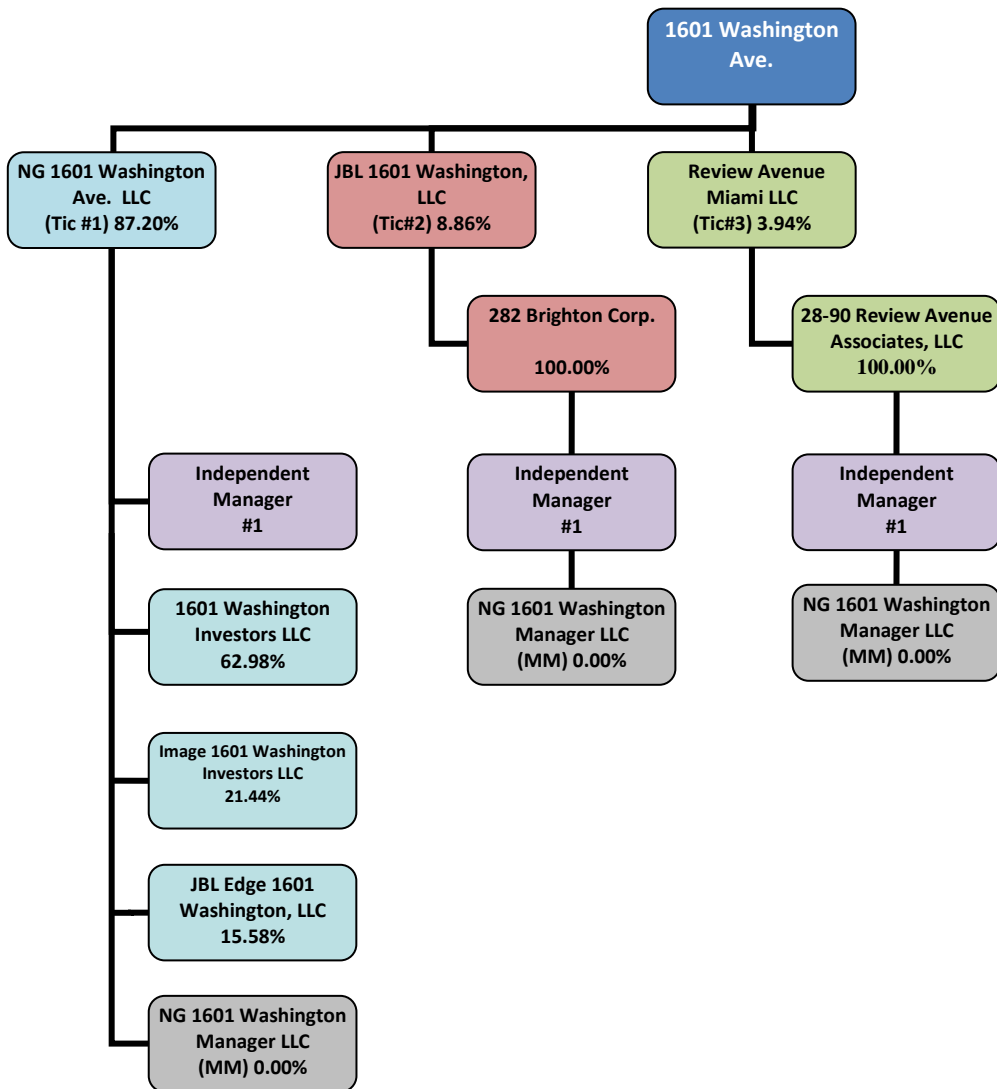 1601 Washington
Ave.
NG 1601 Washington
Ave. LLC
(Tic #1) 87.20%
JBL 1601 Washington,
LLC
(Tic#2) 8.86%
Review Avenue
Miami LLC
(Tic#3) 3.94%
282 Brighton Corp.
100.00%
28-90 Review Avenue
Associates, LLC
100.00%
Independent
Manager
#1
Independent
Manager
#1
Independent
Manager
#1
1601 Washington
Investors LLC
62.98%
NG 1601 Washington
Manager LLC
(MM) 0.00%
NG 1601 Washington
Manager LLC
(MM) 0.00%
Image 1601 Washington
Investors LLC
21.44%
JBL Edge 1601
Washington, LLC
15.58%
NG 1601 Washington
Manager LLC
(MM) 0.00%